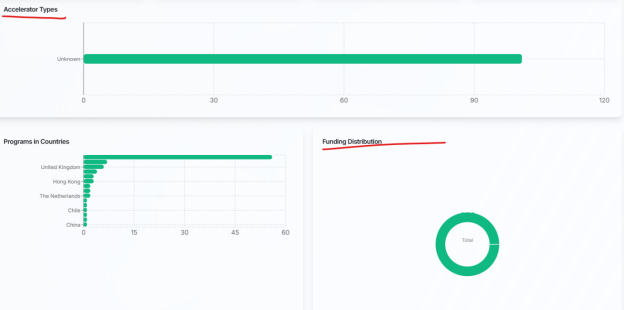 Accelerator Types
Unknown
0 30 60 90 120
Programs in Countries
United Kingdom
Hong Kong
The Netherlands
Chile
China
0 15 30 45 60
Funding Distribution
Total